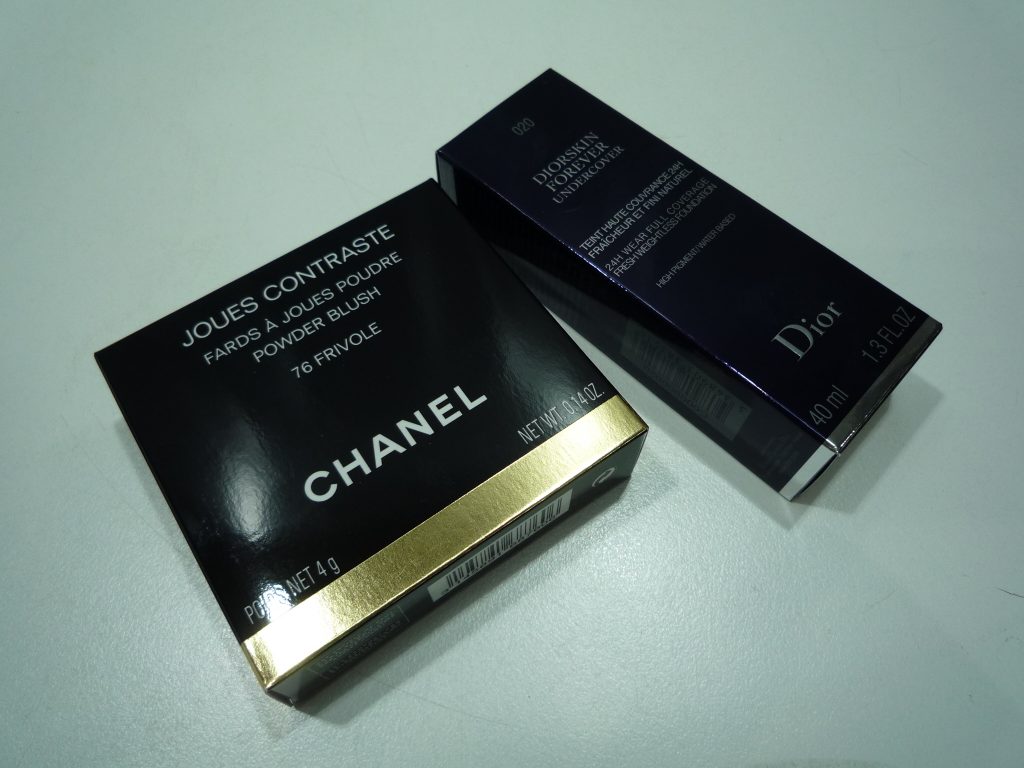 JOUES CONTRASTE
FARDS À JOUES POUDRE
POWDER BLUSH
76 FRIVOLE
CHANEL
NET WT. 0.14 OZ.
POIDS NET 4 g
020
DIORSKIN
FOREVER
UNDERCOVER
TEINT HAUTE COUVRANCE 24H
FRAÎCHEUR ET FINI NATUREL
24H WEAR FULL COVERAGE
FRESH WEIGHTLESS FOUNDATION
HIGH PIGMENT / WATER BASED
Dior
40 ml
1.3 FL.OZ